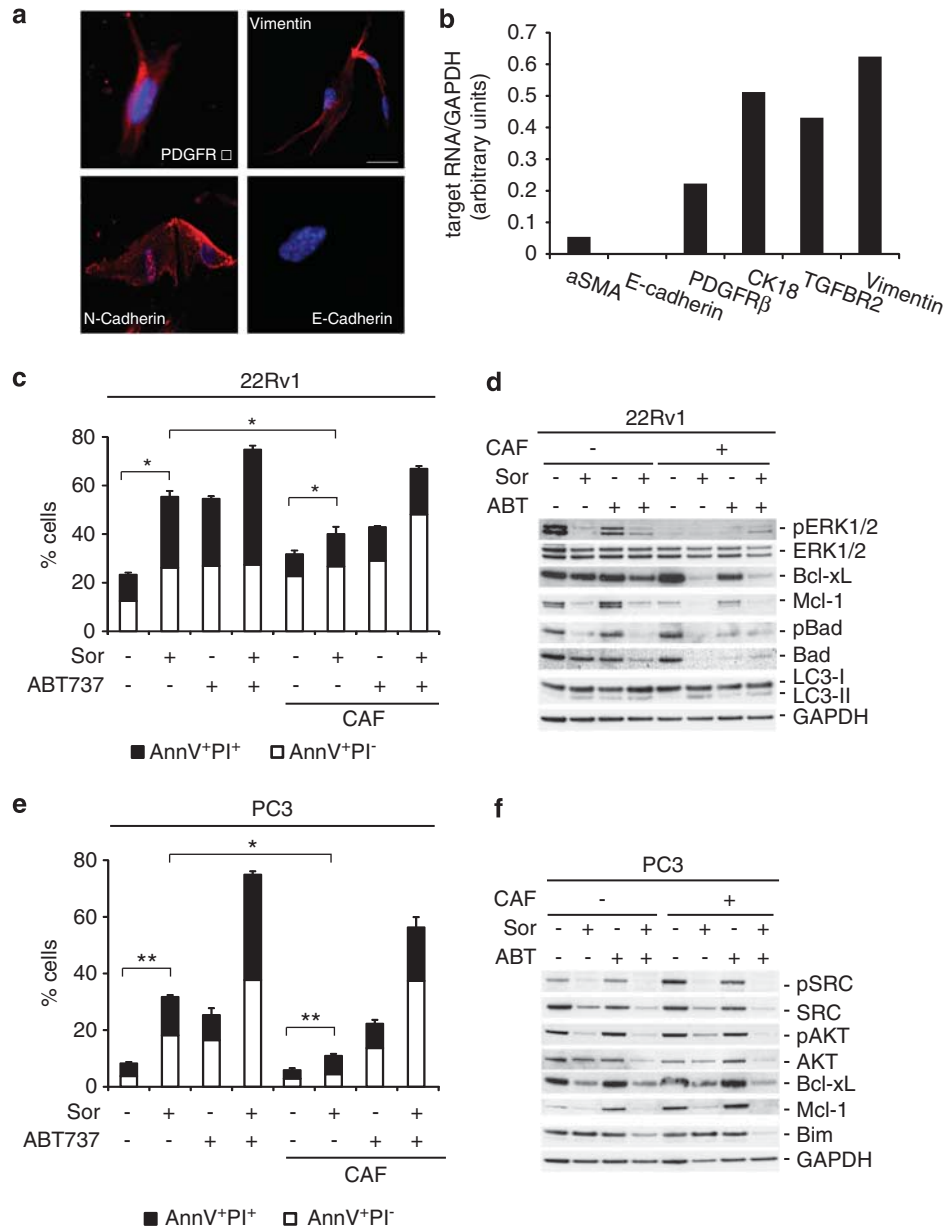 a
Vimentin
PDGFR □
N-Cadherin
E-Cadherin
b
target RNA/GAPDH
(arbitrary uinits)
0.7
0.6
0.5
0.4
0.3
0.2
0.1
0
aSMA
E-cadherin
PDGFRβ
CK18
TGFBR2
Vimentin
c
22Rv1
% cells
80
60
40
20
0
* * * 
Sor - + - + - + - +
ABT737 - - + + - - + +
CAF
■ AnnV⁺PI⁺ □ AnnV⁺PI⁻
d
22Rv1
CAF - +
Sor - + - + - + - +
ABT - - + + - - + +
- pERK1/2
- ERK1/2
- Bcl-xL
- Mcl-1
- pBad
- Bad
- LC3-I
- LC3-II
- GAPDH
e
PC3
% cells
80
60
40
20
0
** * **
Sor - + - + - + - +
ABT737 - - + + - - + +
CAF
■ AnnV⁺PI⁺ □ AnnV⁺PI⁻
f
PC3
CAF - +
Sor - + - + - + - +
ABT - - + + - - + +
- pSRC
- SRC
- pAKT
- AKT
- Bcl-xL
- Mcl-1
- Bim
- GAPDH